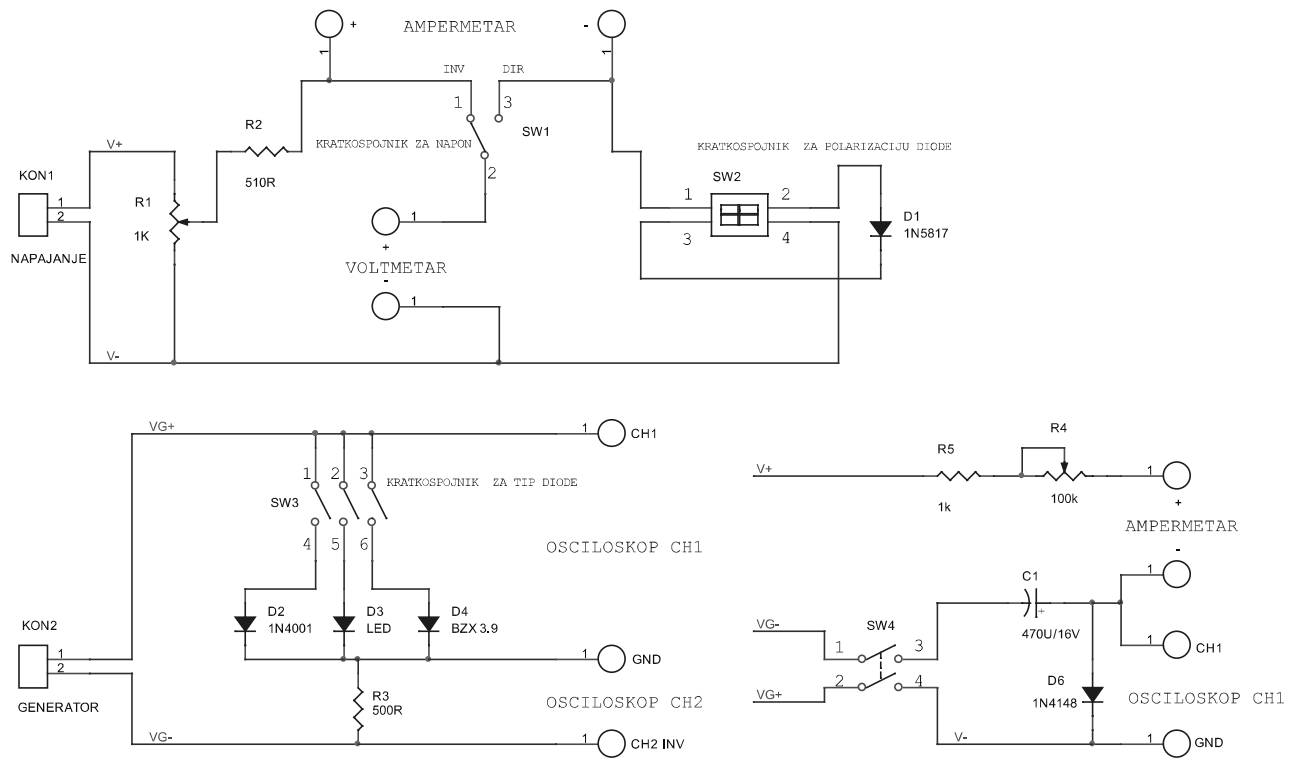 + AMPERMETAR -
1 1
INV DIR
1 3
SW1
R2
KRATKOSPOJNIK ZA NAPON
KRATKOSPOJNIK ZA POLARIZACIJU DIODE
V+
510R
2
SW2
KON1
1
2
R1
1K
1 2
3 4
D1
1N5817
1
+
NAPAJANJE
VOLTMETAR
-
1
V-
VG+
1 CH1
1 2 3
KRATKOSPOJNIK ZA TIP DIODE
SW3
4 5 6
OSCILOSKOP CH1
D2
1N4001
D3
LED
D4
BZX 3.9
KON2
1
2
GENERATOR
1 GND
R3
500R
OSCILOSKOP CH2
VG-
1 CH2 INV
R5
R4
V+
1
1k
100k
+
AMPERMETAR
-
C1
1
VG-
SW4
1 3
+
470U/16V
1 CH1
VG+
2 4
D6
1N4148
OSCILOSKOP CH1
V-
1 GND